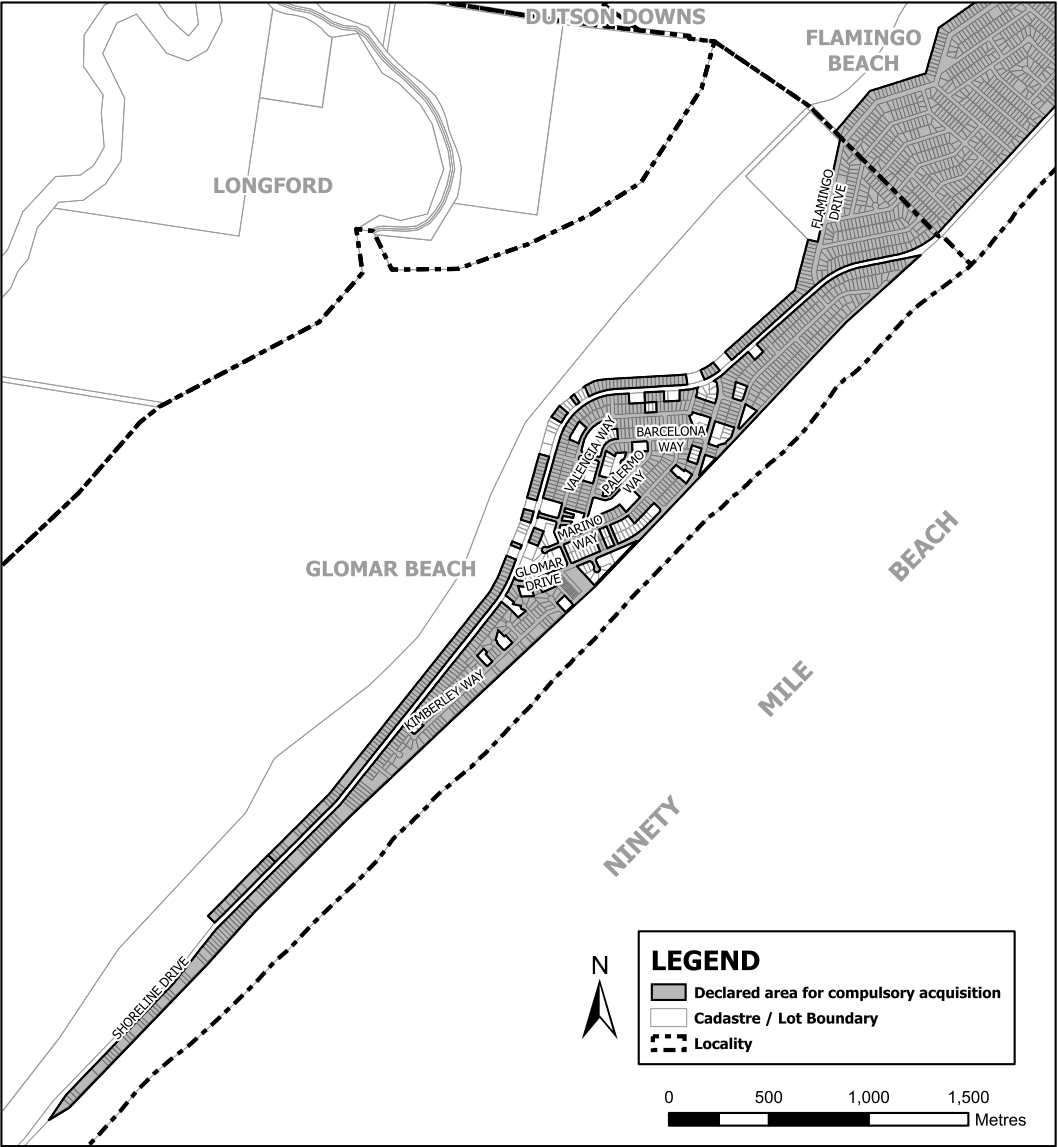 DUTSON DOWNS
FLAMINGO
BEACH
LONGFORD
FLAMINGO
DRIVE
VALENCIA WAY
BARCELONA
WAY
PALERMO
WAY
MARINO
WAY
GLOMAR
DRIVE
GLOMAR BEACH
BEACH
MILE
NINETY
KIMBERLEY WAY
SHORELINE DRIVE
N
LEGEND
Declared area for compulsory acquisition
Cadastre / Lot Boundary
Locality
0 500 1,000 1,500
Metres